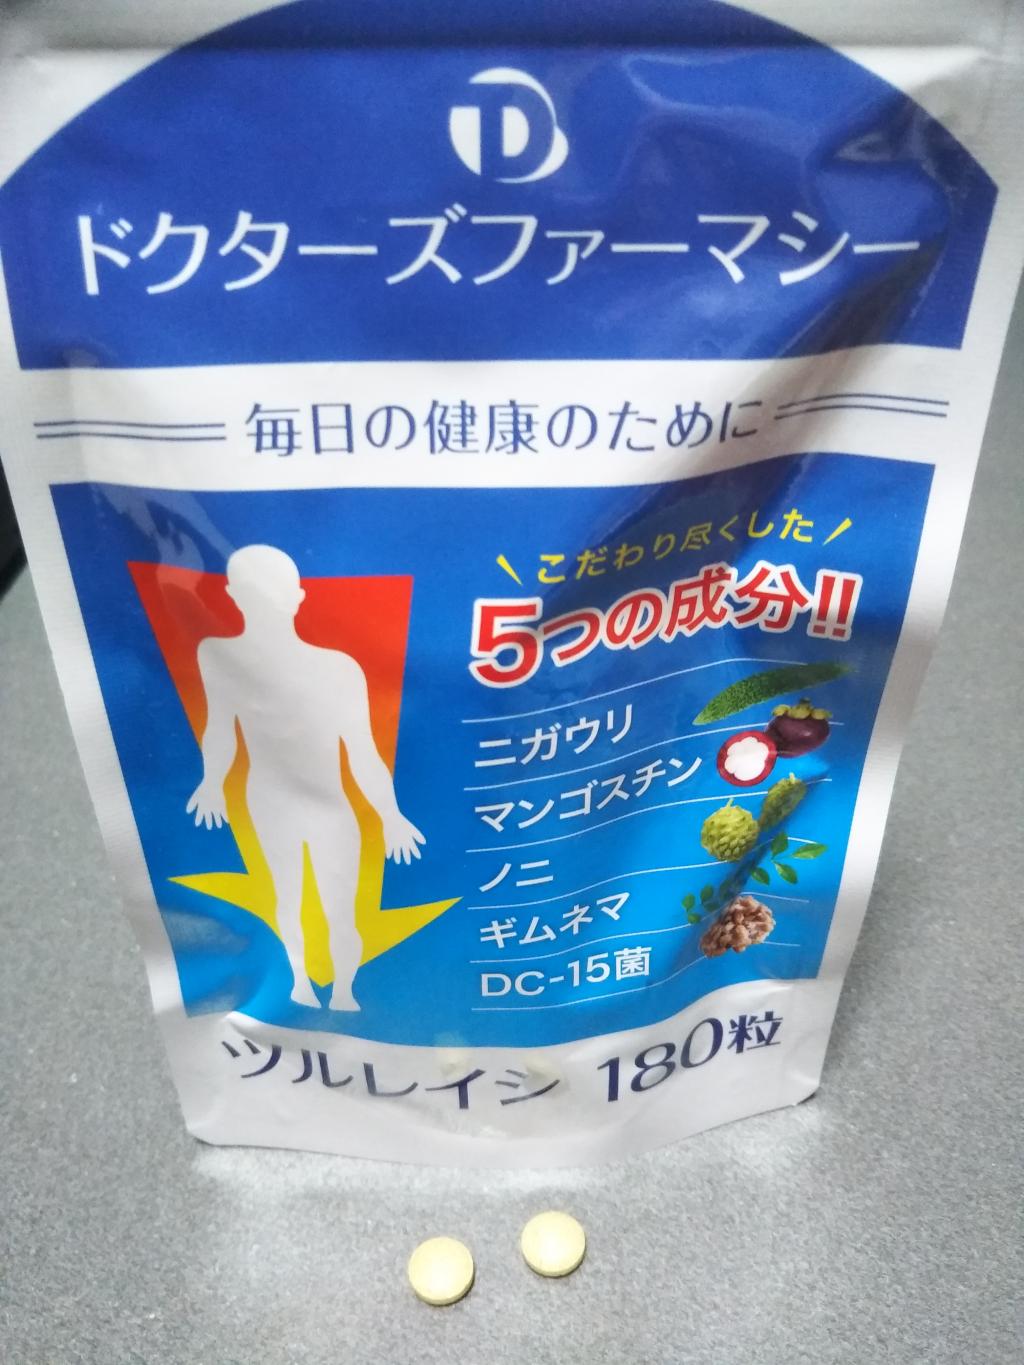 D
ドクターズファーマシー
毎日の健康のために
こだわり尽くした
5つの成分!!
ニガウリ
マンゴスチン
ノニ
ギムネマ
DC-15菌
ツルレイシ 180粒